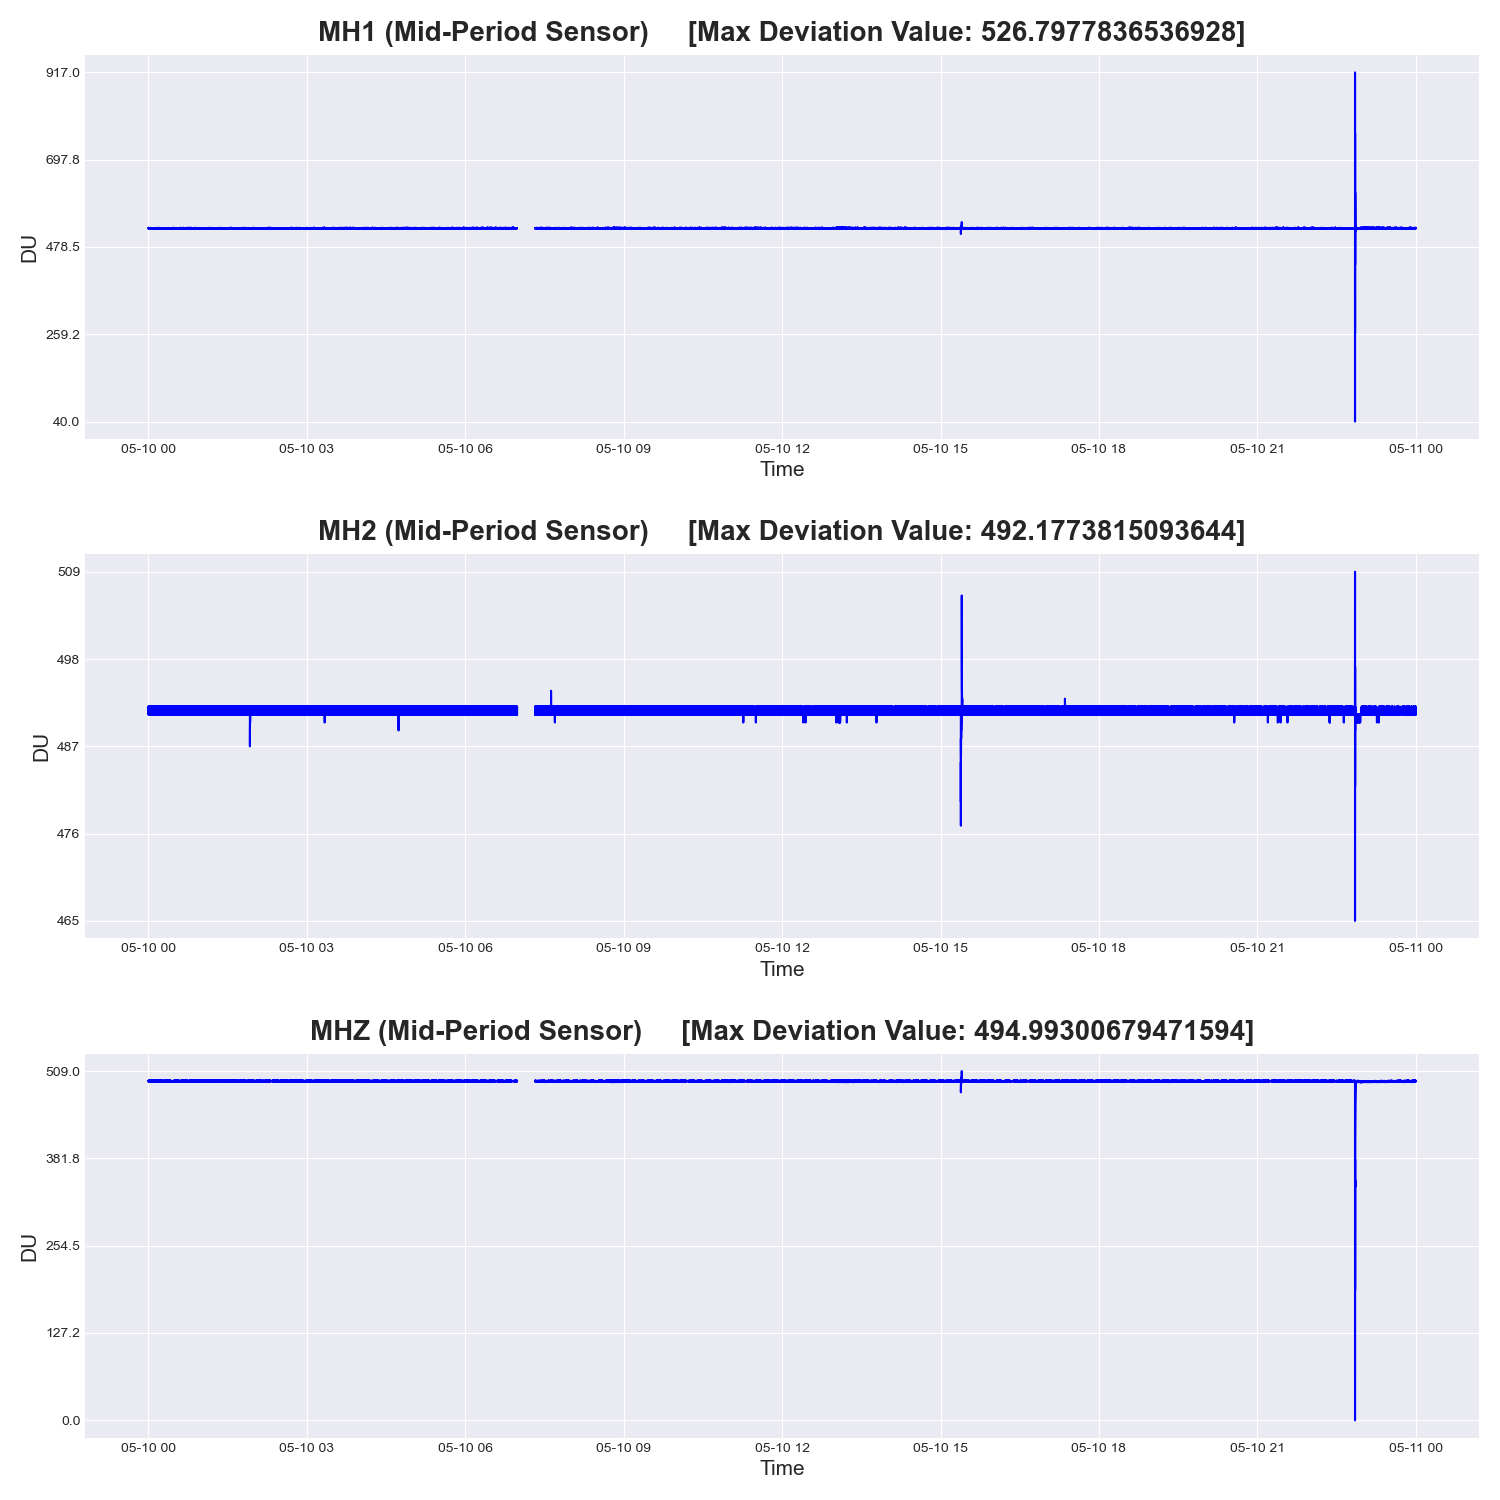 MH1 (Mid-Period Sensor) [Max Deviation Value: 526.7977836536928]
917.0
697.8
478.5
259.2
40.0
DU
05-10 00 05-10 03 05-10 06 05-10 09 05-10 12 05-10 15 05-10 18 05-10 21 05-11 00
Time
MH2 (Mid-Period Sensor) [Max Deviation Value: 492.1773815093644]
509
498
487
476
465
DU
05-10 00 05-10 03 05-10 06 05-10 09 05-10 12 05-10 15 05-10 18 05-10 21 05-11 00
Time
MHZ (Mid-Period Sensor) [Max Deviation Value: 494.99300679471594]
509.0
381.8
254.5
127.2
0.0
DU
05-10 00 05-10 03 05-10 06 05-10 09 05-10 12 05-10 15 05-10 18 05-10 21 05-11 00
Time